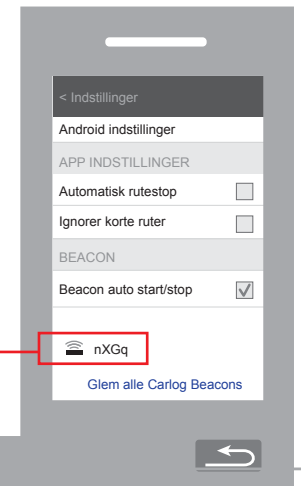 < Indstillinger
Android indstillinger
APP INDSTILLINGER
Automatisk rutestop
Ignorer korte ruter
BEACON
Beacon auto start/stop
nXGq
Glem alle Carlog Beacons